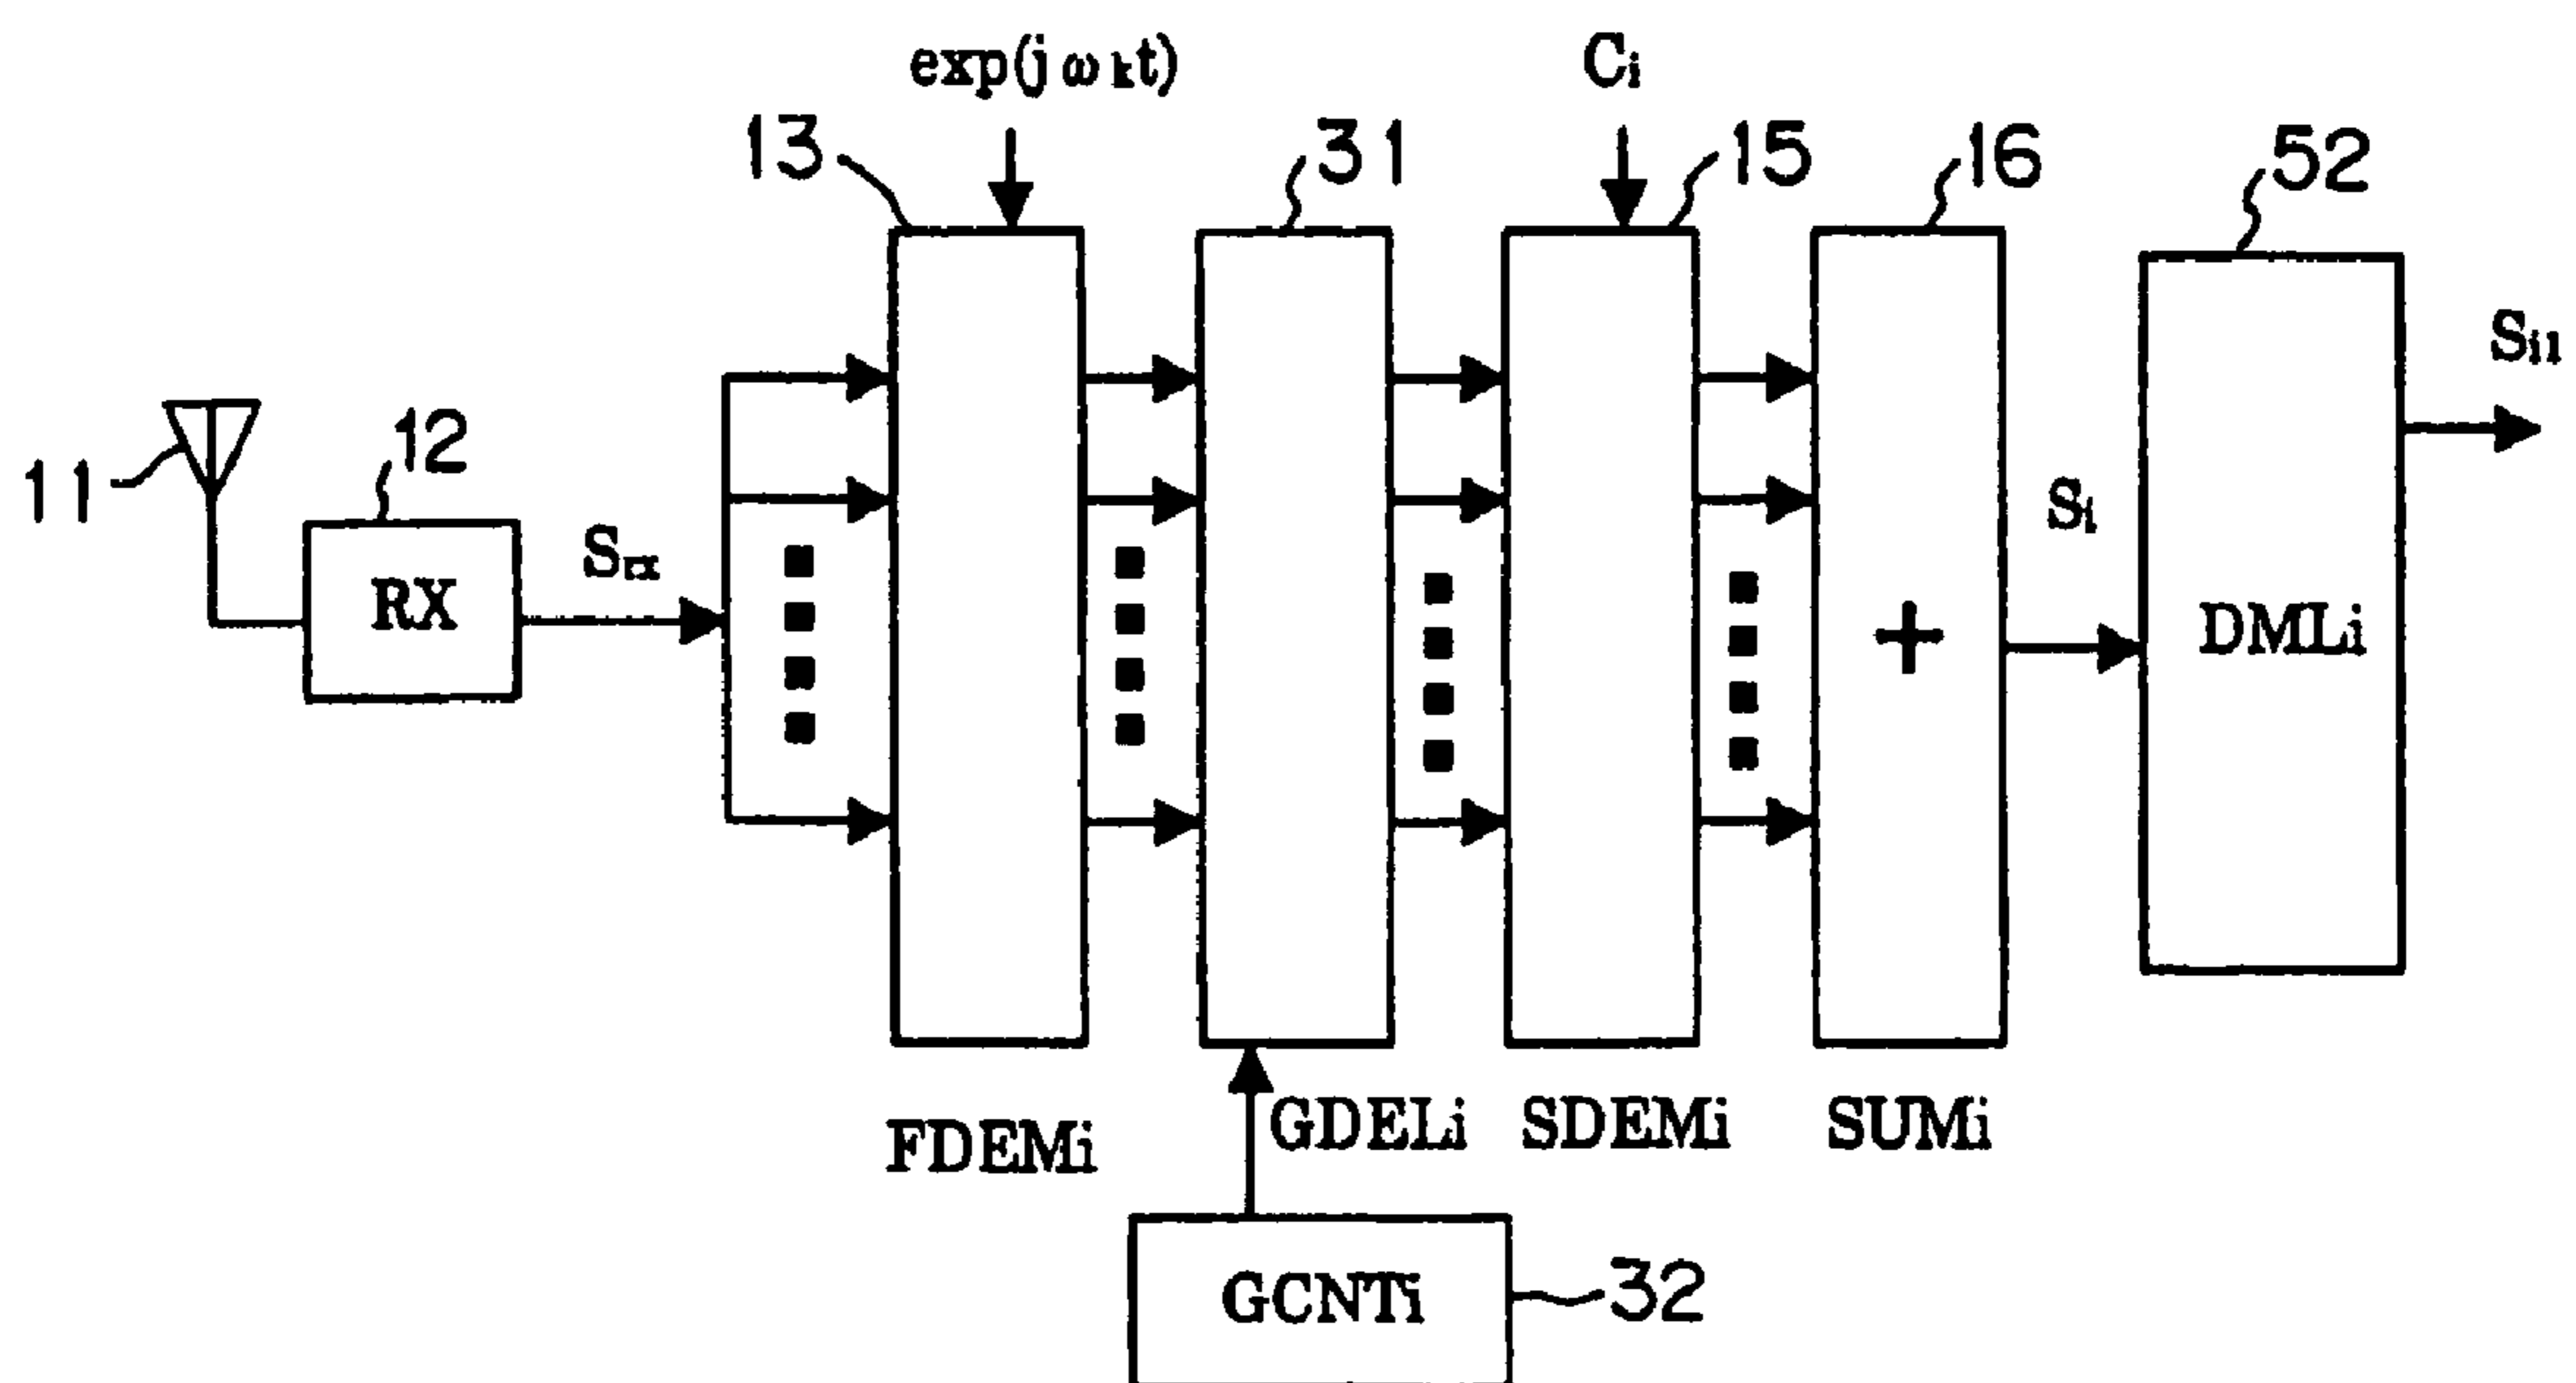 exp(jωkt)
Ci
13
31
15
16
52
11
12
RX
Srx
+
Si
DMLi
Si1
FDEMi
GDELi
SDEMi
SUMi
GCNTi
32